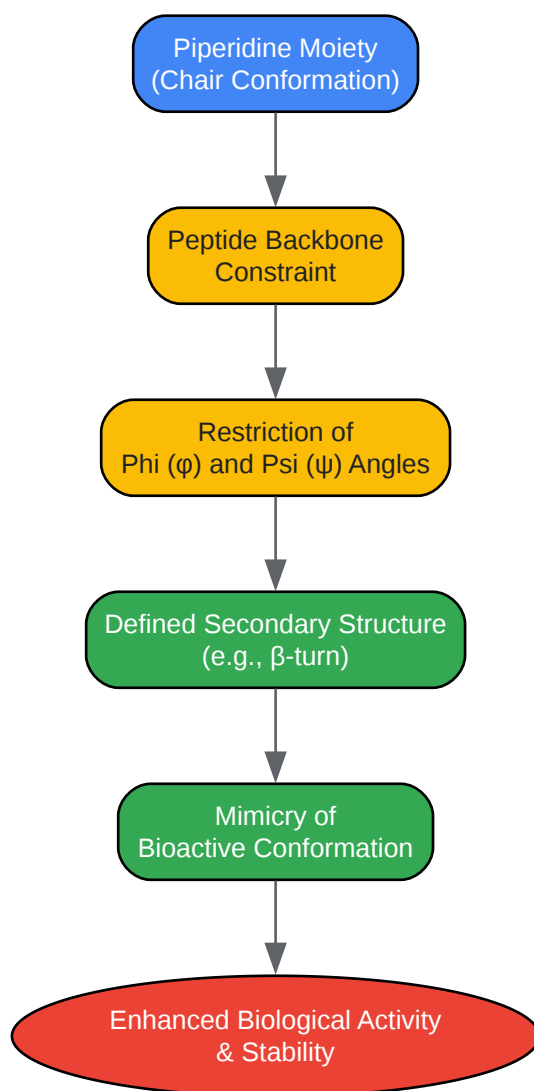 Piperidine Moiety
(Chair Conformation)
Peptide Backbone
Constraint
Restriction of
Phi (φ) and Psi (ψ) Angles
Defined Secondary Structure
(e.g., β-turn)
Mimicry of
Bioactive Conformation
Enhanced Biological Activity
& Stability